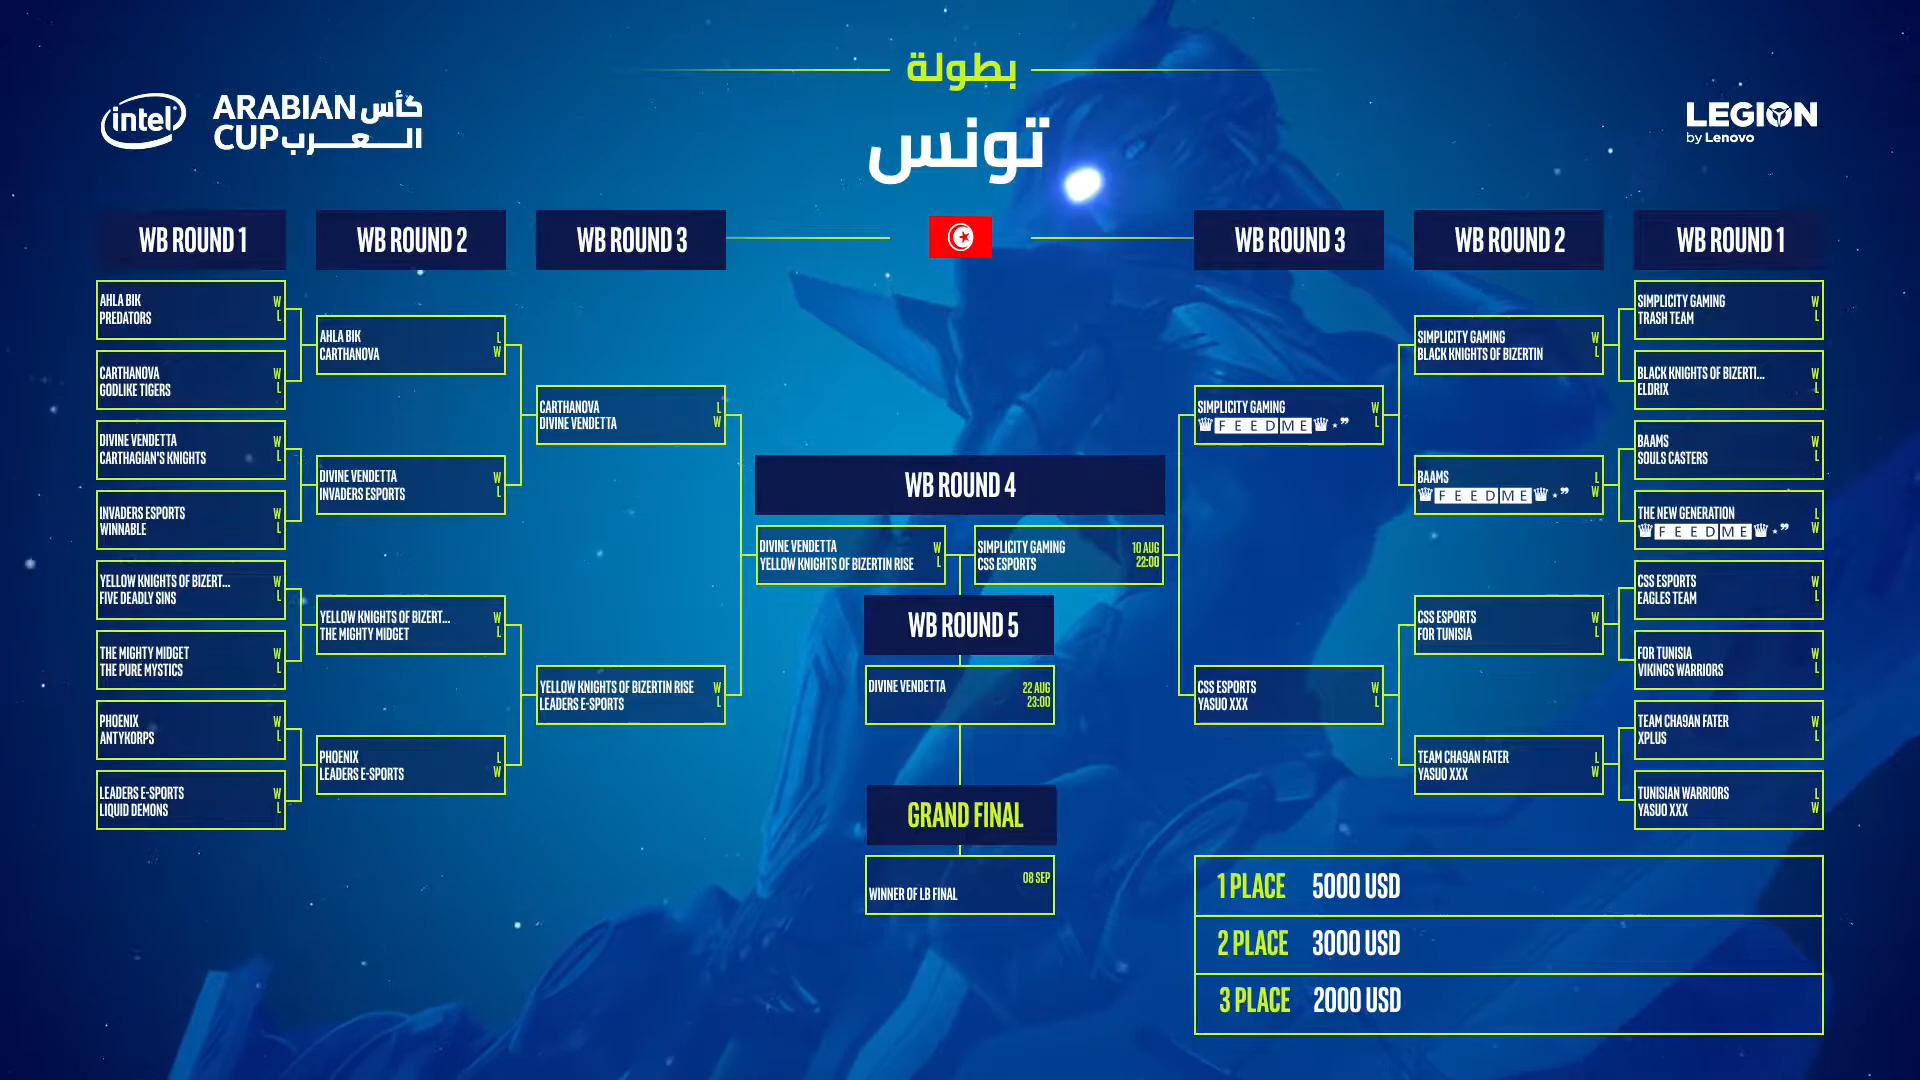 بطولة
تونس
intel
ARABIAN كأس
CUP العرب
LEGION
by Lenovo
WB ROUND 1
WB ROUND 2
WB ROUND 3
WB ROUND 3
WB ROUND 2
WB ROUND 1
AHLA BIK W
PREDATORS L
CARTHANOVA W
GODLIKE TIGERS L
DIVINE VENDETTA W
CARTHAGIAN'S KNIGHTS L
INVADERS ESPORTS W
WINNABLE L
YELLOW KNIGHTS OF BIZERT... W
FIVE DEADLY SINS L
THE MIGHTY MIDGET W
THE PURE MYSTICS L
PHOENIX W
ANTYKORPS L
LEADERS E-SPORTS W
LIQUID DEMONS L
AHLA BIK L
CARTHANOVA W
DIVINE VENDETTA W
INVADERS ESPORTS L
YELLOW KNIGHTS OF BIZERT... W
THE MIGHTY MIDGET L
PHOENIX L
LEADERS E-SPORTS W
CARTHANOVA L
DIVINE VENDETTA W
YELLOW KNIGHTS OF BIZERTIN RISE W
LEADERS E-SPORTS L
WB ROUND 4
DIVINE VENDETTA W
YELLOW KNIGHTS OF BIZERTIN RISE L
SIMPLICITY GAMING 10 AUG
CSS ESPORTS 22:00
WB ROUND 5
DIVINE VENDETTA 22 AUG
23:00
GRAND FINAL
08 SEP
WINNER OF LB FINAL
SIMPLICITY GAMING W
♛🄵🄴🄴🄳🄼🄴♛⋆❞ L
CSS ESPORTS W
YASUO XXX L
SIMPLICITY GAMING W
BLACK KNIGHTS OF BIZERTIN L
BAAMS L
♛🄵🄴🄴🄳🄼🄴♛⋆❞ W
CSS ESPORTS W
FOR TUNISIA L
TEAM CHA9AN FATER L
YASUO XXX W
SIMPLICITY GAMING W
TRASH TEAM L
BLACK KNIGHTS OF BIZERTI... W
ELDRIX L
BAAMS W
SOULS CASTERS L
THE NEW GENERATION L
♛🄵🄴🄴🄳🄼🄴♛⋆❞ W
CSS ESPORTS W
EAGLES TEAM L
FOR TUNISIA W
VIKINGS WARRIORS L
TEAM CHA9AN FATER W
XPLUS L
TUNISIAN WARRIORS L
YASUO XXX W
1 PLACE 5000 USD
2 PLACE 3000 USD
3 PLACE 2000 USD